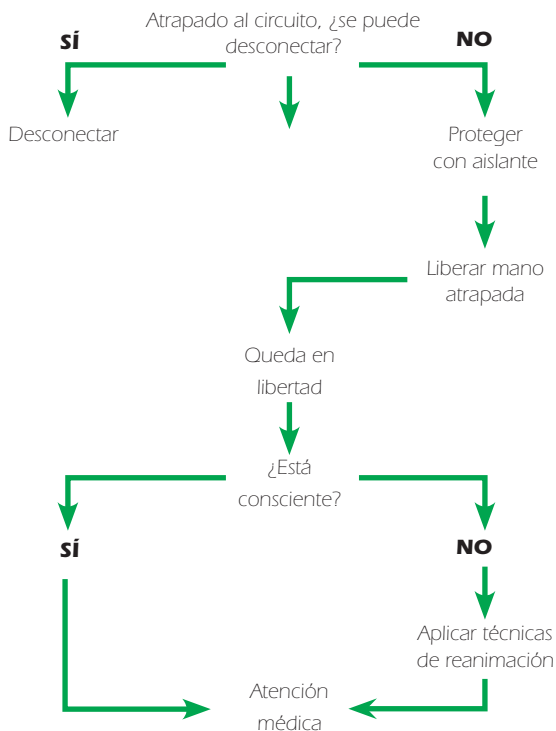 Atrapado al circuito, ¿se puede
desconectar?
SÍ
NO
Desconectar
Proteger
con aislante
Liberar mano
atrapada
Queda en
libertad
¿Está
consciente?
SÍ
NO
Aplicar técnicas
de reanimación
Atención
médica